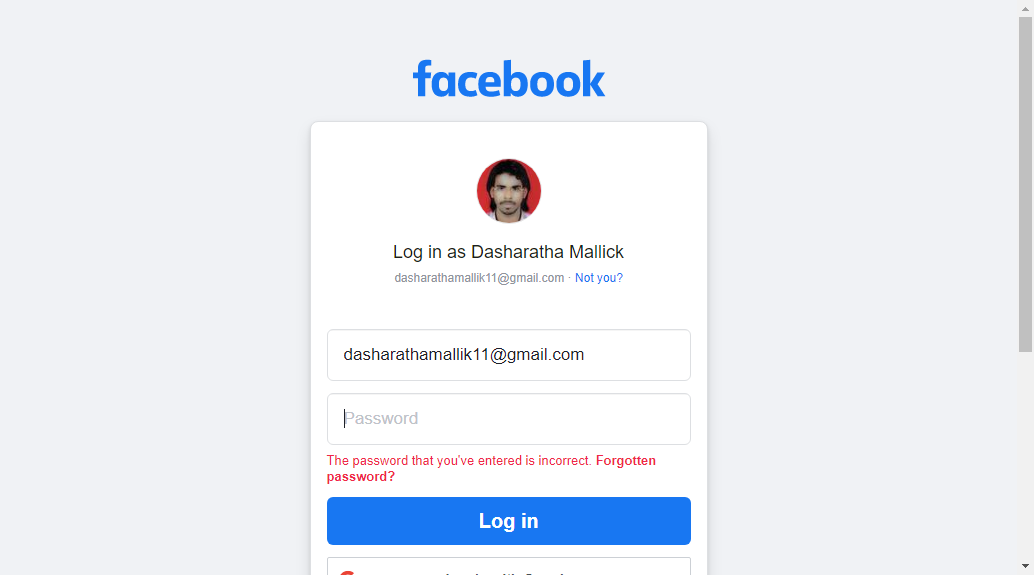 facebook
Log in as Dasharatha Mallick
dasharathamallik11@gmail.com · Not you?
dasharathamallik11@gmail.com
Password
The password that you've entered is incorrect. Forgotten
password?
Log in